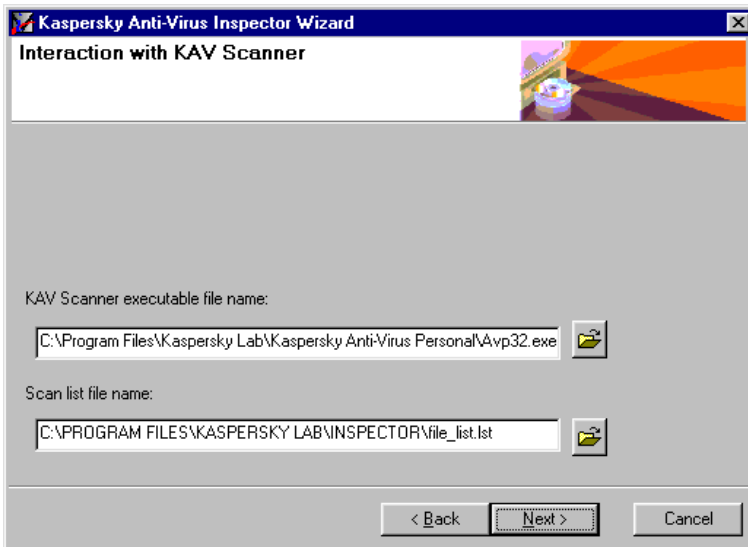 Kaspersky Anti-Virus Inspector Wizard
Interaction with KAV Scanner
KAV Scanner executable file name:
C:\Program Files\Kaspersky Lab\Kaspersky Anti-Virus Personal\Avp32.exe
Scan list file name:
C:\PROGRAM FILES\KASPERSKY LAB\INSPECTOR\file_list.lst
< Back Next > Cancel